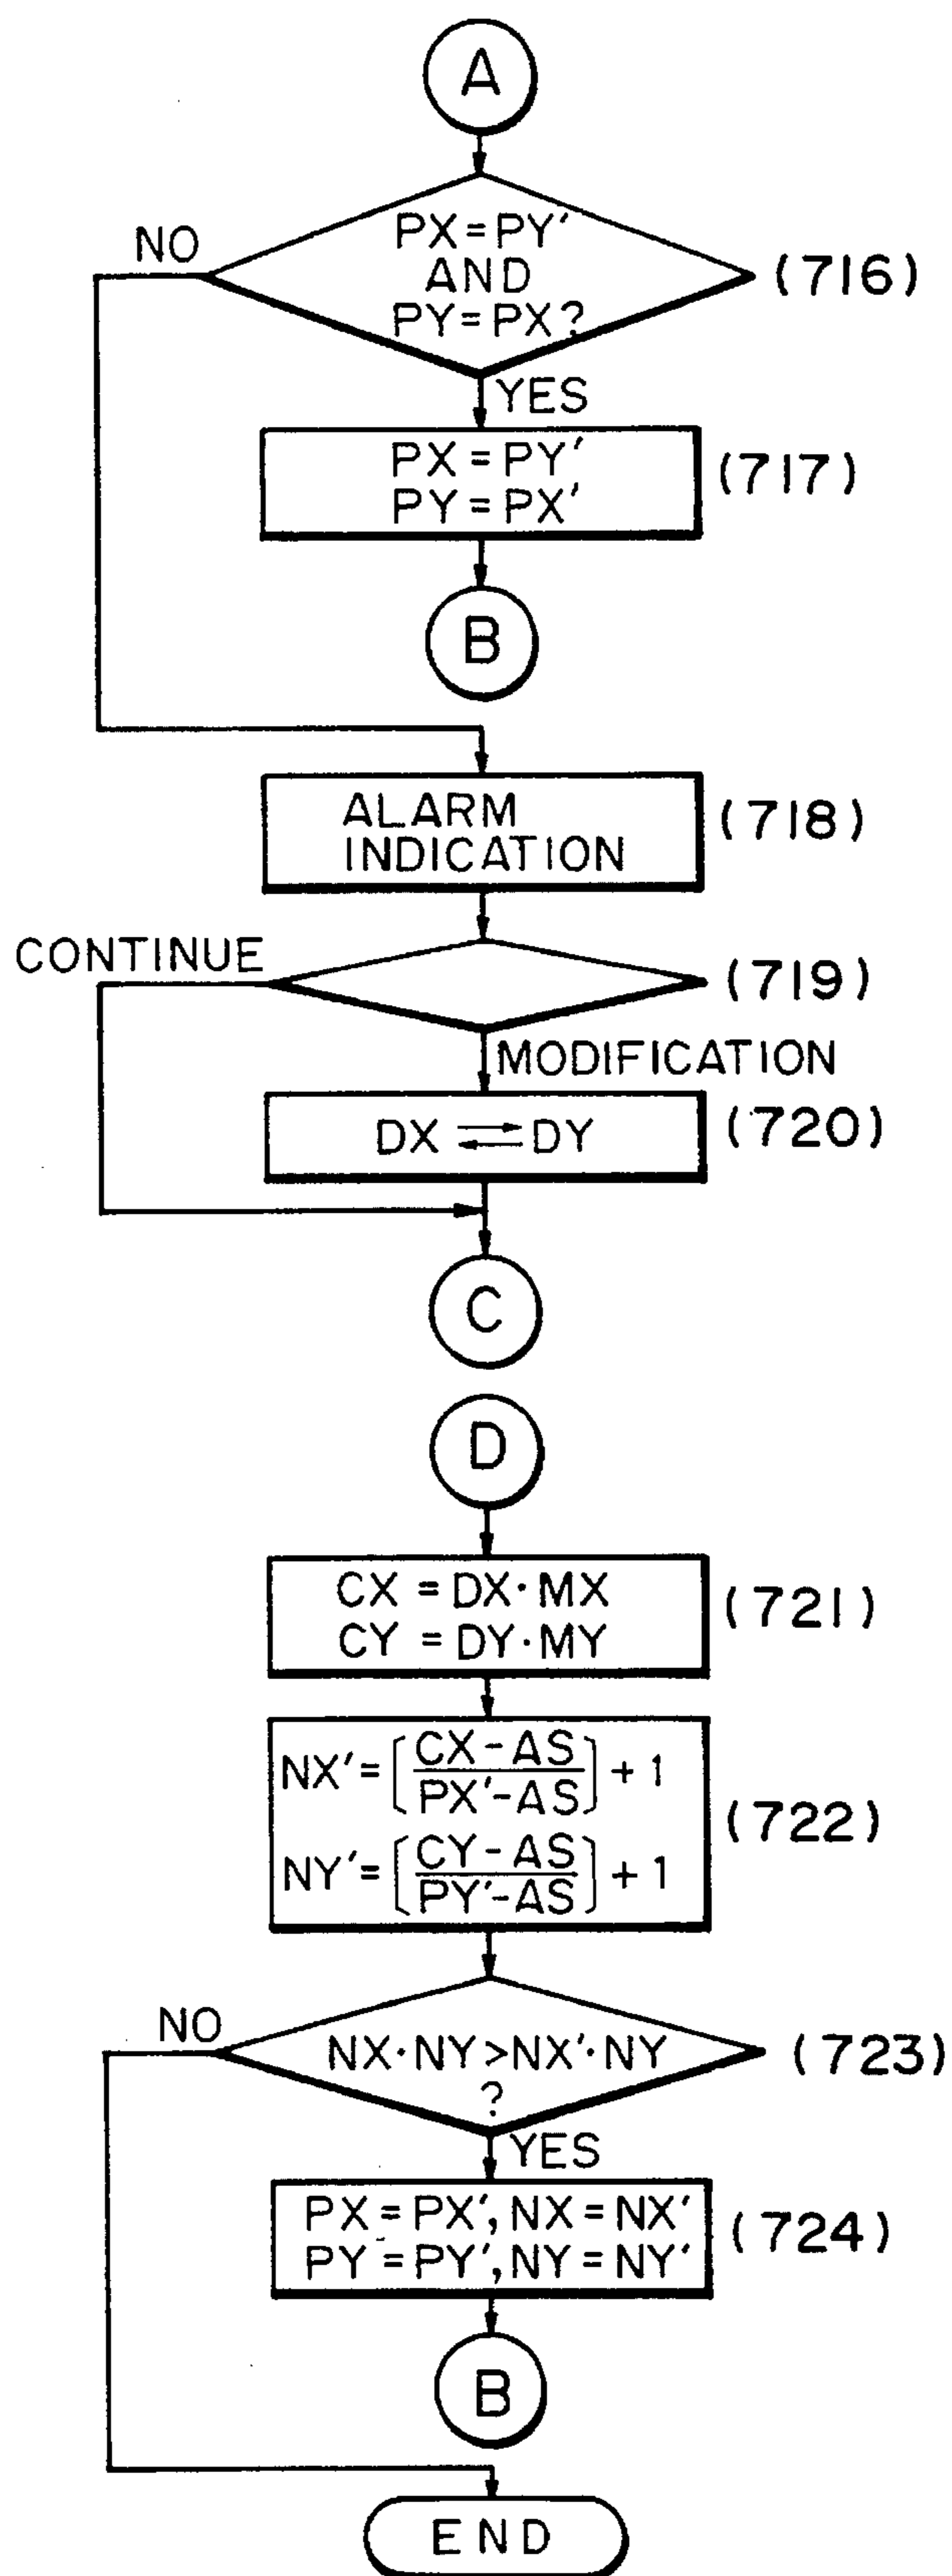 A
PX=PY′
AND
PY=PX?
NO
(716)
YES
PX=PY′
PY=PX′
(717)
B
ALARM
INDICATION
(718)
CONTINUE
(719)
MODIFICATION
DX ⇄ DY
(720)
C
D
CX = DX·MX
CY = DY·MY
(721)
NX′=[(CX-AS)/(PX′-AS)]+1
NY′=[(CY-AS)/(PY′-AS)]+1
(722)
NO
NX·NY>NX′·NY
?
(723)
YES
PX=PX′, NX=NX′
PY=PY′, NY=NY′
(724)
B
END